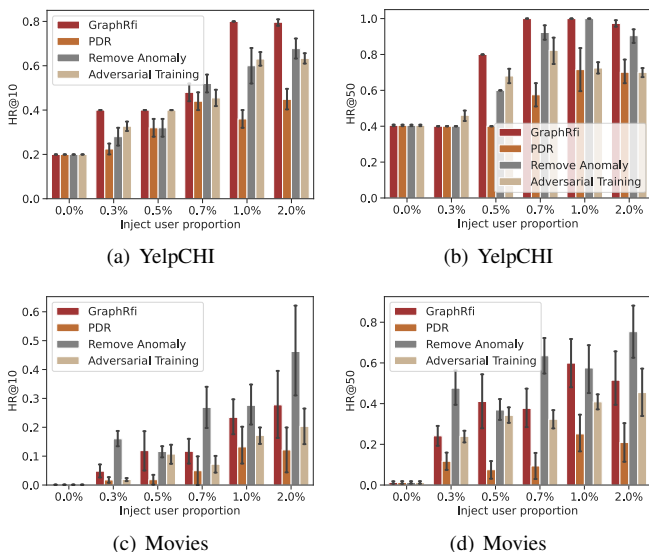 0.8
0.6
0.4
0.2
0.0
HR@10
GraphRfi
PDR
Remove Anomaly
Adversarial Training
0.0% 0.3% 0.5% 0.7% 1.0% 2.0%
Inject user proportion
(a) YelpCHI
1.0
0.8
0.6
0.4
0.2
0.0
HR@50
GraphRfi
PDR
Remove Anomaly
Adversarial Training
0.0% 0.3% 0.5% 0.7% 1.0% 2.0%
Inject user proportion
(b) YelpCHI
0.6
0.5
0.4
0.3
0.2
0.1
0.0
HR@10
GraphRfi
PDR
Remove Anomaly
Adversarial Training
0.0% 0.3% 0.5% 0.7% 1.0% 2.0%
Inject user proportion
(c) Movies
0.8
0.6
0.4
0.2
0.0
HR@50
GraphRfi
PDR
Remove Anomaly
Adversarial Training
0.0% 0.3% 0.5% 0.7% 1.0% 2.0%
Inject user proportion
(d) Movies